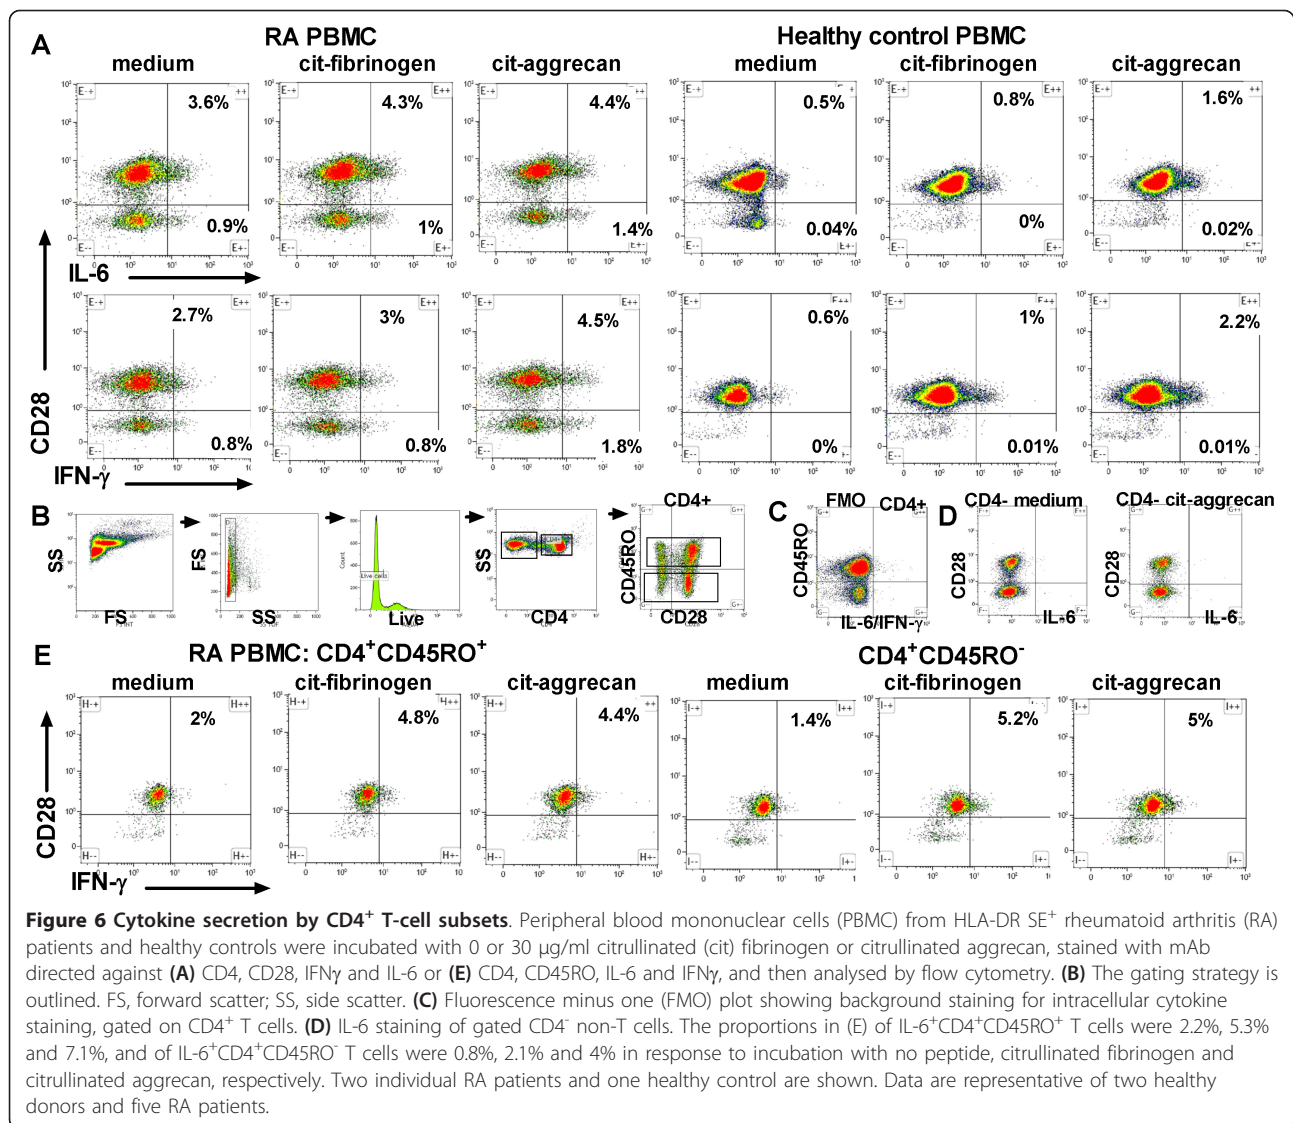 A
RA PBMC
Healthy control PBMC
medium
cit-fibrinogen
cit-aggrecan
medium
cit-fibrinogen
cit-aggrecan
3.6%
4.3%
4.4%
0.5%
0.8%
1.6%
0.9%
1%
1.4%
0.04%
0%
0.02%
IL-6
CD28
2.7%
3%
4.5%
0.6%
1%
2.2%
0.8%
0.8%
1.8%
0%
0.01%
0.01%
IFN-γ
B
SS
FS
FS
SS
Count
Live cells
Live
SS
CD4
CD4+
CD45RO
CD28
C
FMO
CD4+
CD45RO
IL-6/IFN-γ
D
CD4- medium
CD28
IL-6
CD4- cit-aggrecan
CD28
IL-6
E
RA PBMC: CD4+CD45RO+
CD4+CD45RO-
medium
cit-fibrinogen
cit-aggrecan
medium
cit-fibrinogen
cit-aggrecan
2%
4.8%
4.4%
1.4%
5.2%
5%
CD28
IFN-γ
Figure 6 Cytokine secretion by CD4+ T-cell subsets. Peripheral blood mononuclear cells (PBMC) from HLA-DR SE+ rheumatoid arthritis (RA)
patients and healthy controls were incubated with 0 or 30 μg/ml citrullinated (cit) fibrinogen or citrullinated aggrecan, stained with mAb
directed against (A) CD4, CD28, IFNγ and IL-6 or (E) CD4, CD45RO, IL-6 and IFNγ, and then analysed by flow cytometry. (B) The gating strategy is
outlined. FS, forward scatter; SS, side scatter. (C) Fluorescence minus one (FMO) plot showing background staining for intracellular cytokine
staining, gated on CD4+ T cells. (D) IL-6 staining of gated CD4- non-T cells. The proportions in (E) of IL-6+CD4+CD45RO+ T cells were 2.2%, 5.3%
and 7.1%, and of IL-6+CD4+CD45RO- T cells were 0.8%, 2.1% and 4% in response to incubation with no peptide, citrullinated fibrinogen and
citrullinated aggrecan, respectively. Two individual RA patients and one healthy control are shown. Data are representative of two healthy
donors and five RA patients.